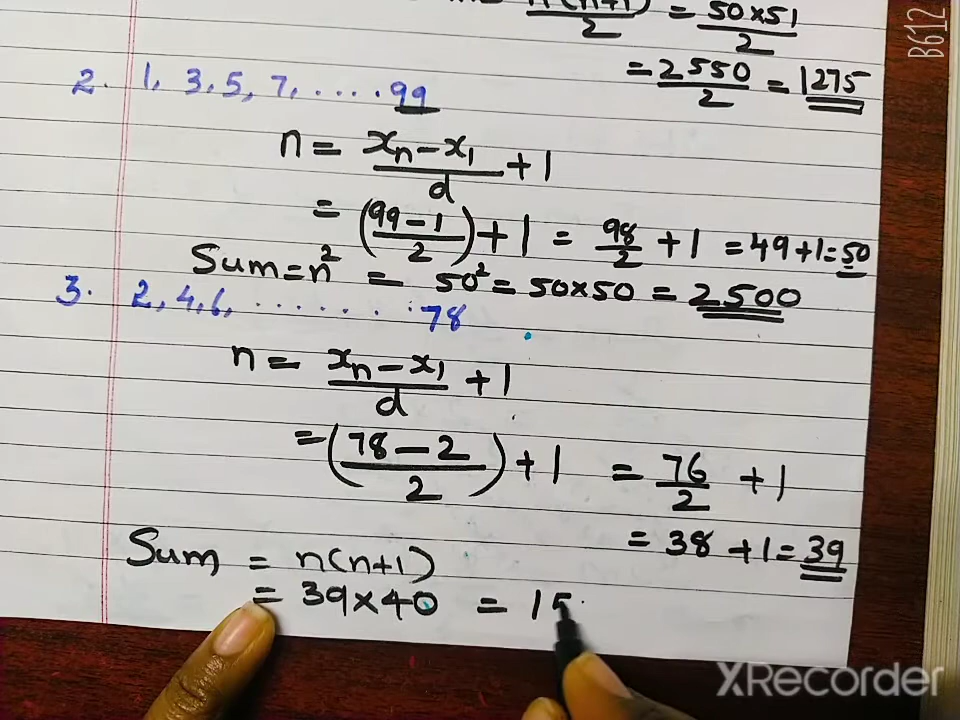 n(n+1)/2 = 50×51/2
= 2550/2 = 1275
2. 1, 3, 5, 7, ..... 99
n = xₙ – x₁/d + 1
= (99–1/2) + 1 = 98/2 + 1 = 49+1=50
Sum = n² = 50² = 50×50 = 2500
3. 2, 4, 6, ........ 78
n = xₙ – x₁/d + 1
= (78–2/2) + 1 = 76/2 + 1
= 38 + 1 = 39
Sum = n(n+1)
= 39×40 = 15
B612
XRecorder